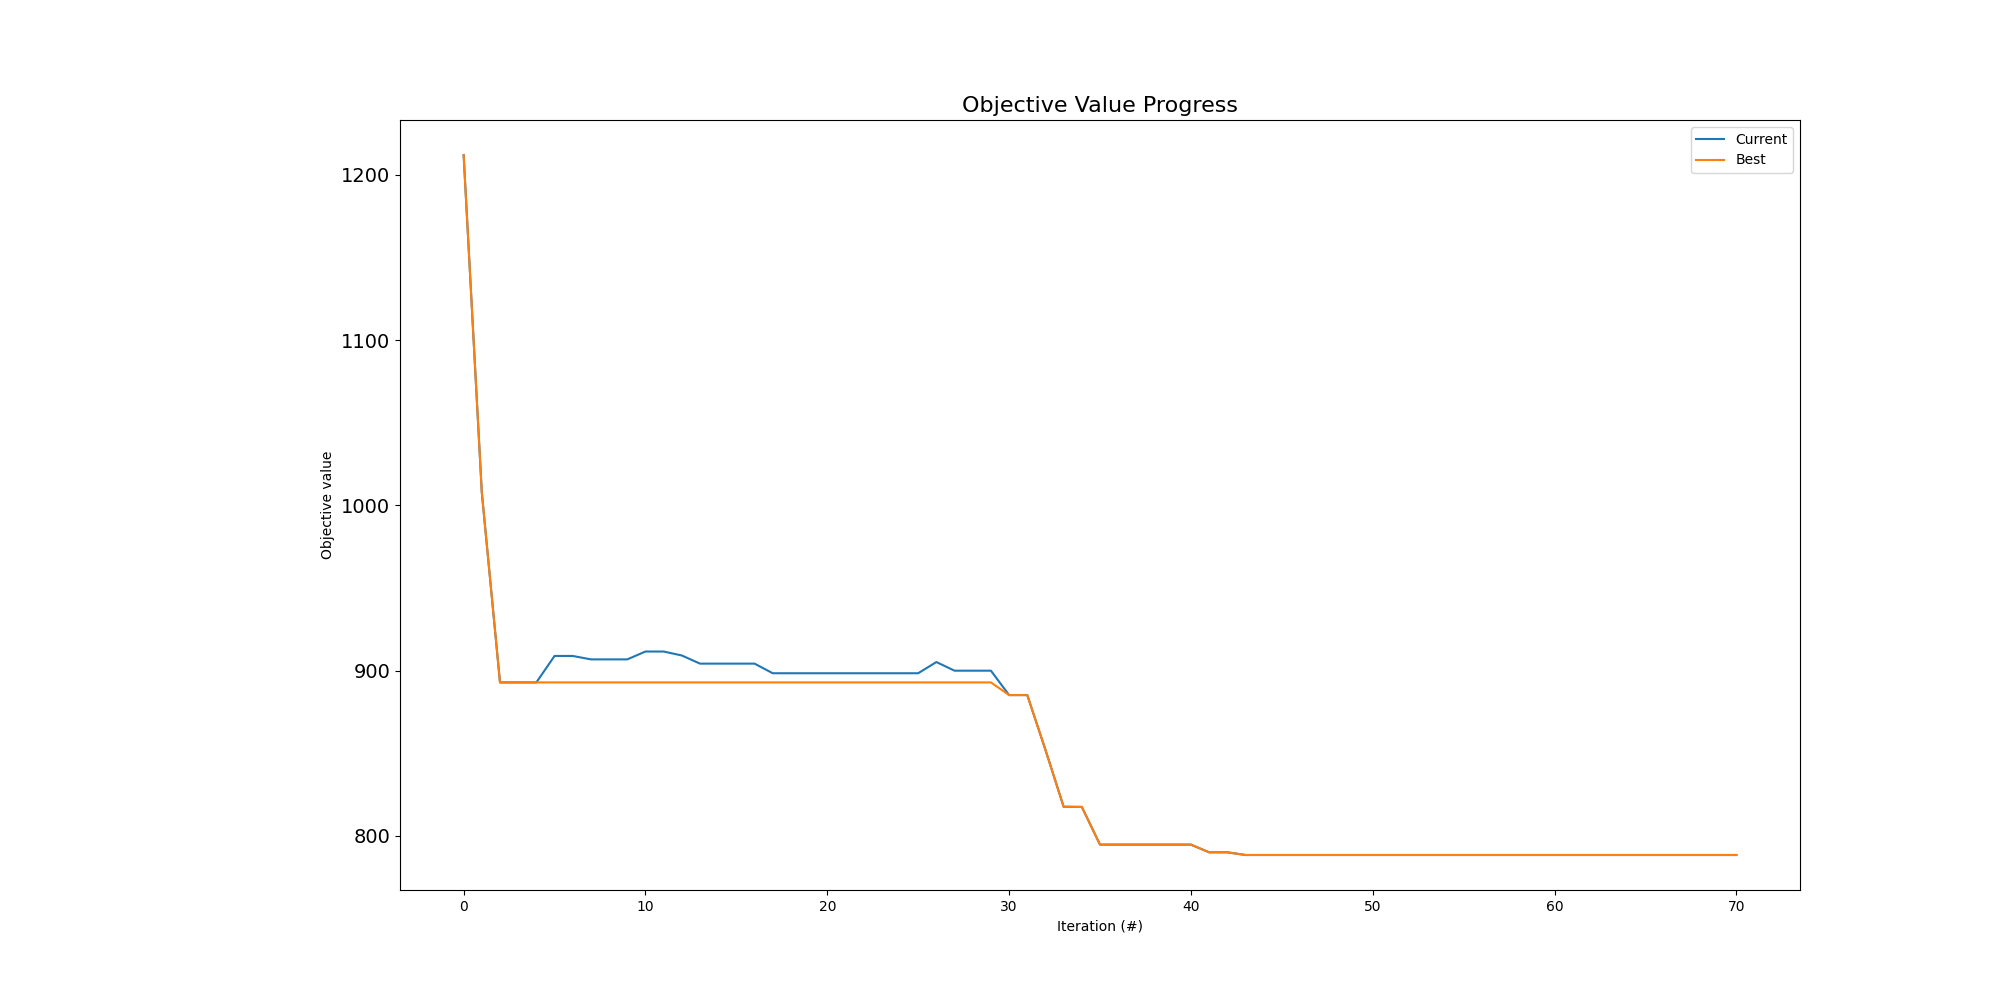 Objective Value Progress
Current
Best
1200
1100
1000
900
800
Objective value
0 10 20 30 40 50 60 70
Iteration (#)